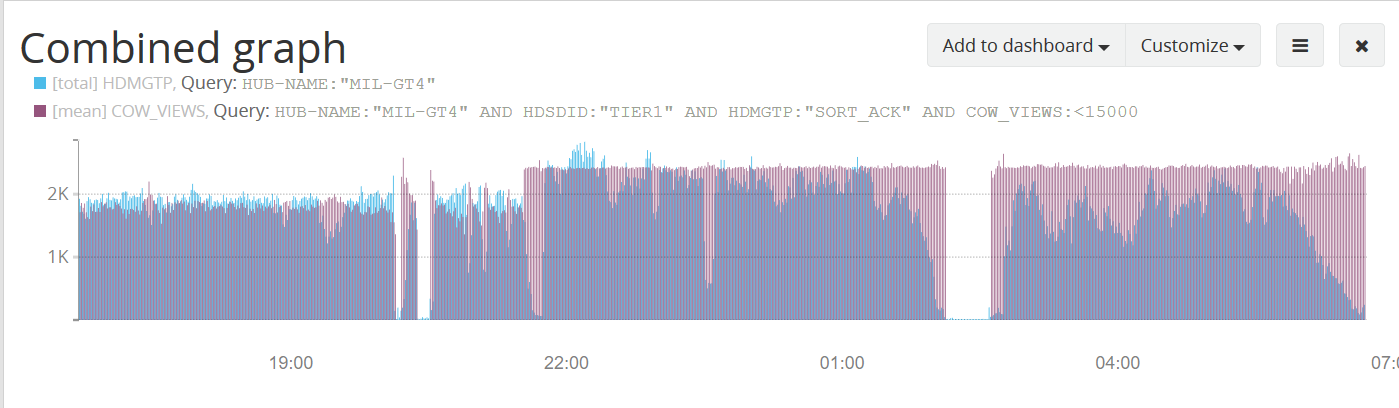 Combined graph
Add to dashboard Customize
[total] HDMGTP, Query: HUB-NAME:"MIL-GT4"
[mean] COW_VIEWS, Query: HUB-NAME:"MIL-GT4" AND HDSDID:"TIER1" AND HDMGTP:"SORT_ACK" AND COW_VIEWS:<15000
2K
1K
19:00 22:00 01:00 04:00